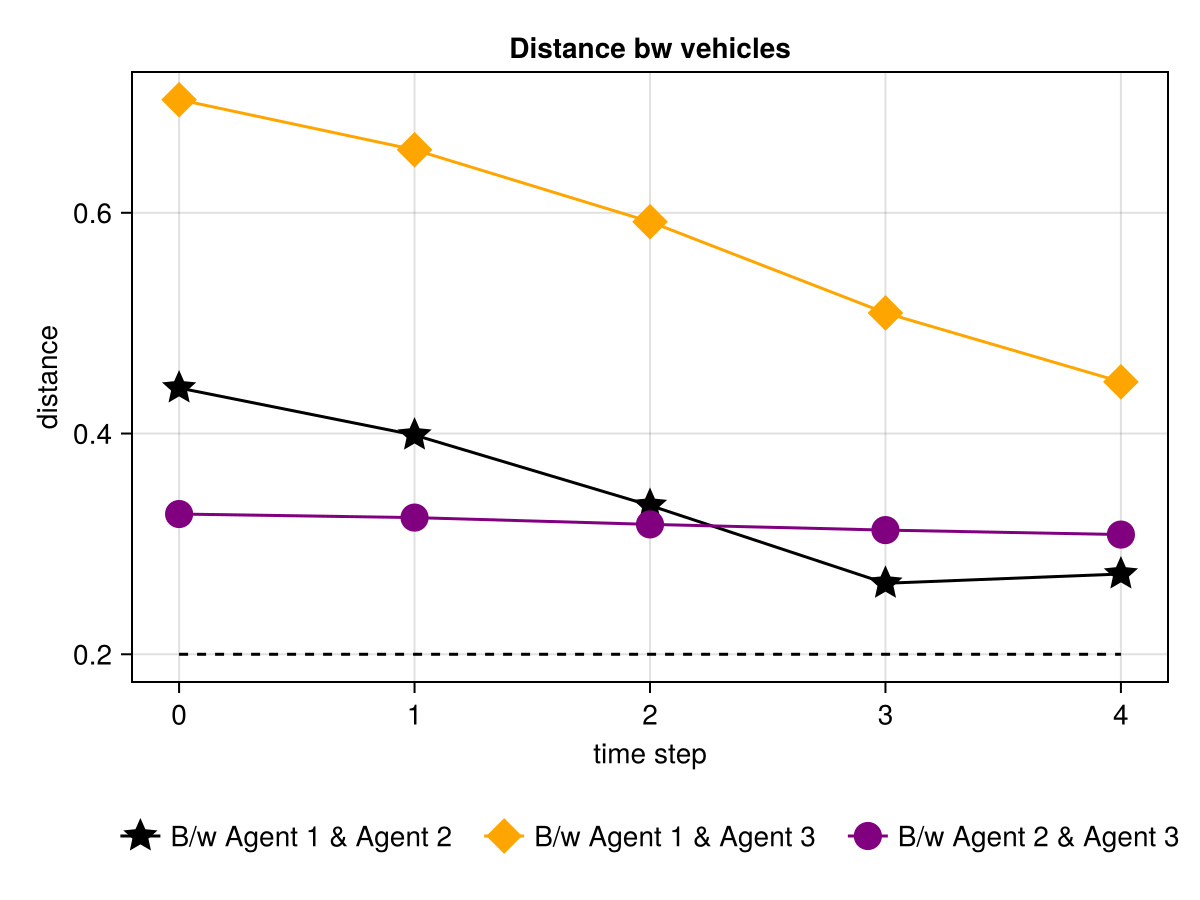 Distance bw vehicles
distance
0.6
0.4
0.2
0 1 2 3 4
time step
B/w Agent 1 & Agent 2 B/w Agent 1 & Agent 3 B/w Agent 2 & Agent 3